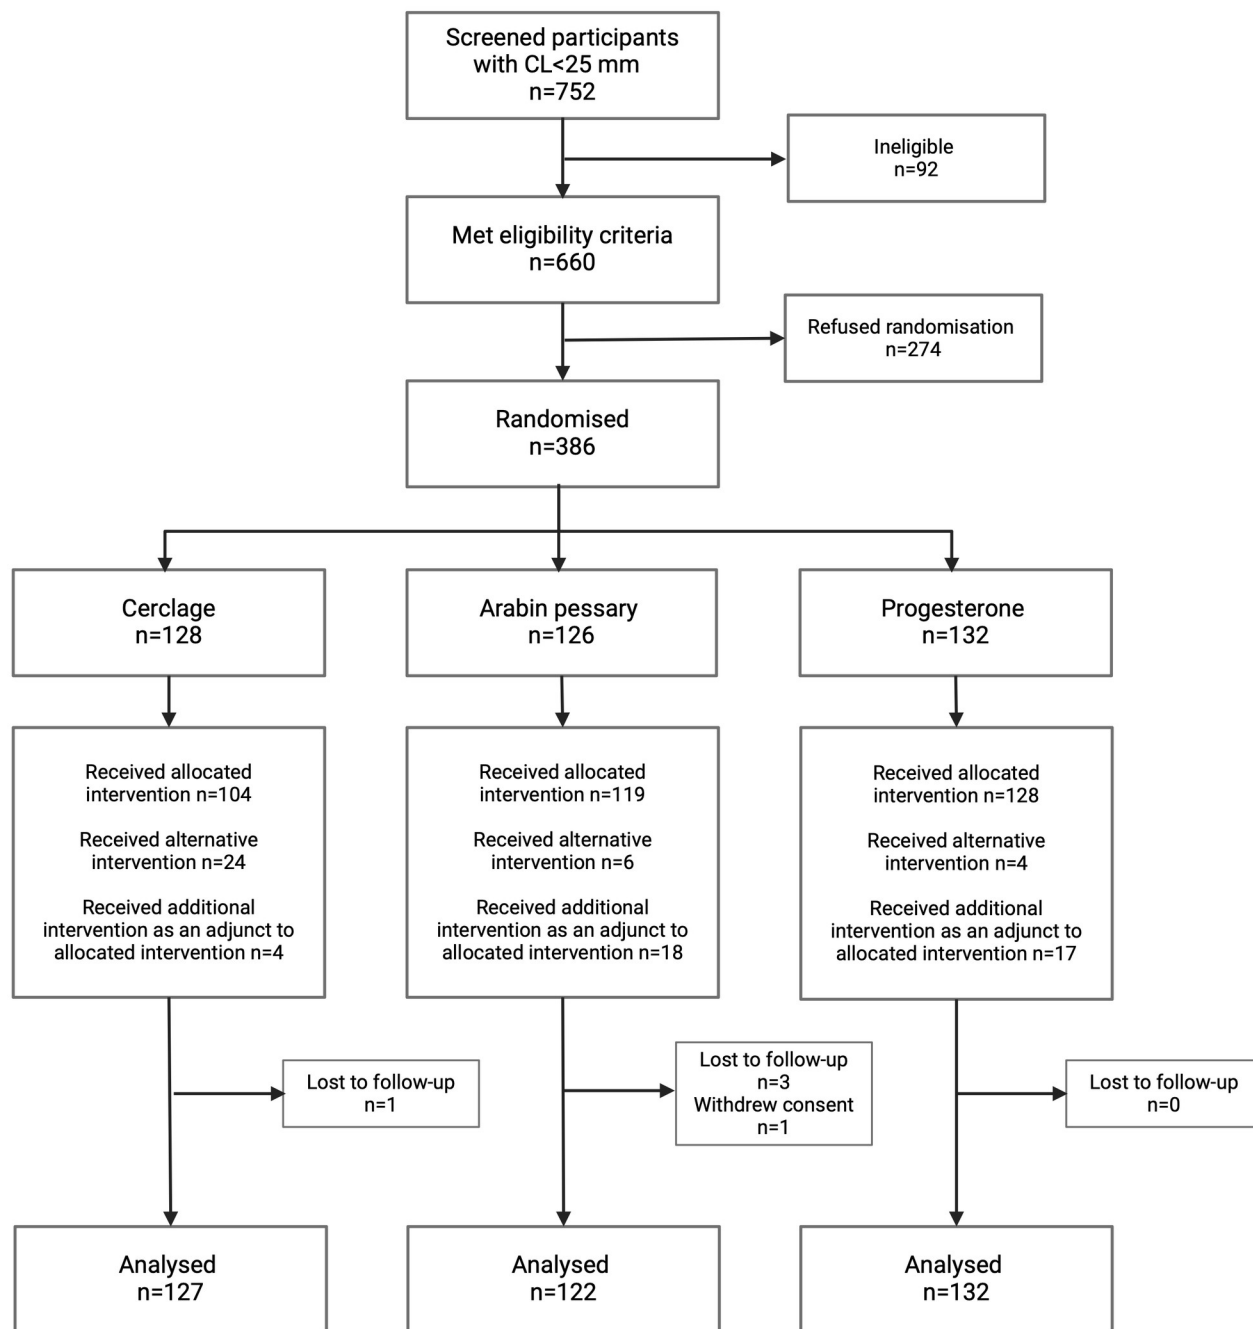 Screened participants
with CL<25 mm
n=752
Ineligible
n=92
Met eligibility criteria
n=660
Refused randomisation
n=274
Randomised
n=386
Cerclage
n=128
Arabin pessary
n=126
Progesterone
n=132
Received allocated
intervention n=104
Received alternative
intervention n=24
Received additional
intervention as an adjunct to
allocated intervention n=4
Received allocated
intervention n=119
Received alternative
intervention n=6
Received additional
intervention as an adjunct to
allocated intervention n=18
Received allocated
intervention n=128
Received alternative
intervention n=4
Received additional
intervention as an adjunct to
allocated intervention n=17
Lost to follow-up
n=1
Lost to follow-up
n=3
Withdrew consent
n=1
Lost to follow-up
n=0
Analysed
n=127
Analysed
n=122
Analysed
n=132